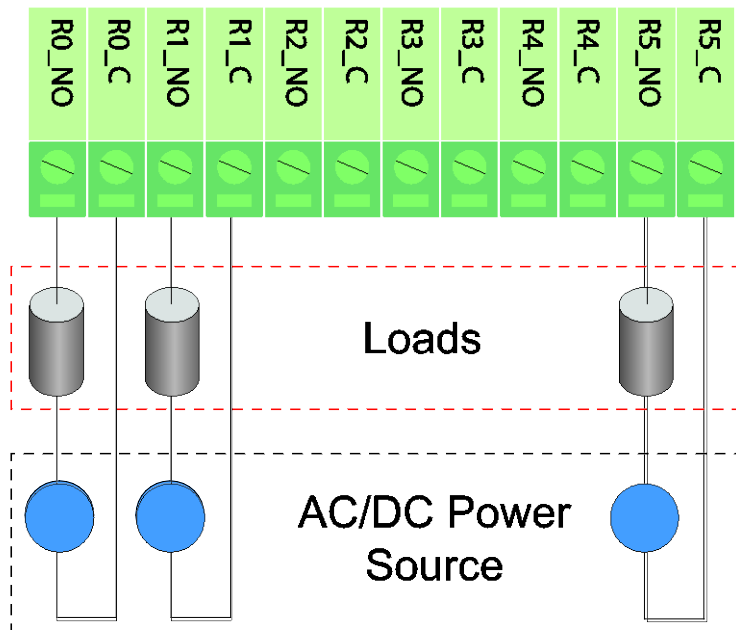 R0_NO
R0_C
R1_NO
R1_C
R2_NO
R2_C
R3_NO
R3_C
R4_NO
R4_C
R5_NO
R5_C
Loads
AC/DC Power
Source